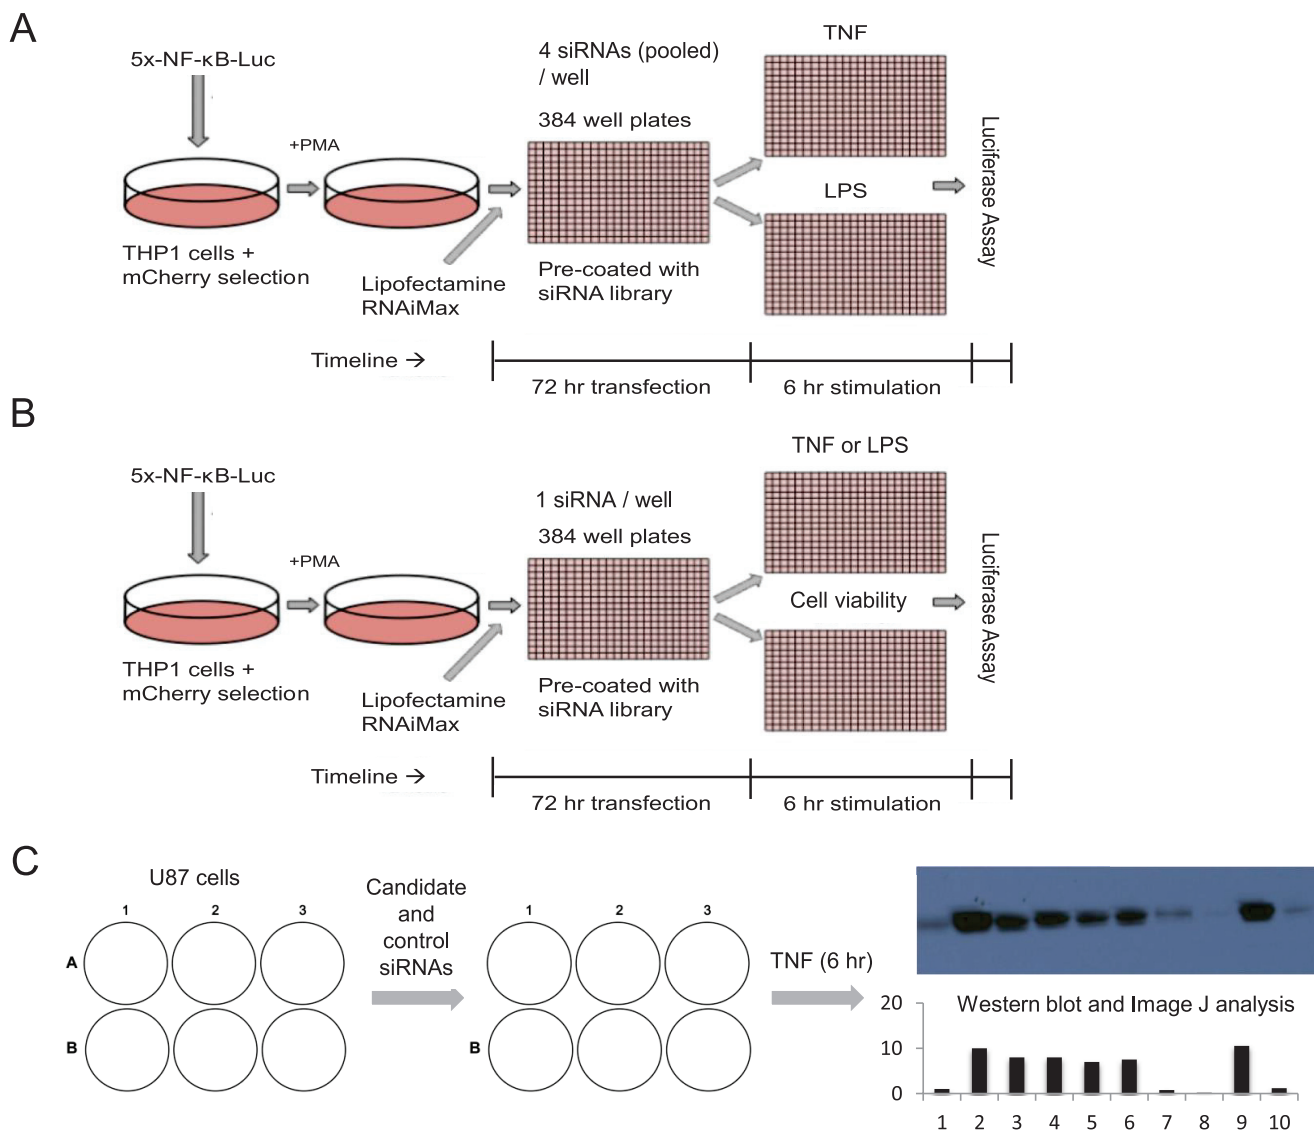 A
5x-NF-κB-Luc
+PMA
THP1 cells +
mCherry selection
Lipofectamine
RNAiMax
4 siRNAs (pooled)
/ well
384 well plates
Pre-coated with
siRNA library
TNF
LPS
Luciferase Assay
Timeline →
72 hr transfection
6 hr stimulation
B
5x-NF-κB-Luc
+PMA
THP1 cells +
mCherry selection
Lipofectamine
RNAiMax
1 siRNA / well
384 well plates
Pre-coated with
siRNA library
TNF or LPS
Cell viability
Luciferase Assay
Timeline →
72 hr transfection
6 hr stimulation
C
U87 cells
1 2 3
A
B
Candidate
and
control
siRNAs
1 2 3
B
TNF (6 hr)
Western blot and Image J analysis
20
10
0
1 2 3 4 5 6 7 8 9 10